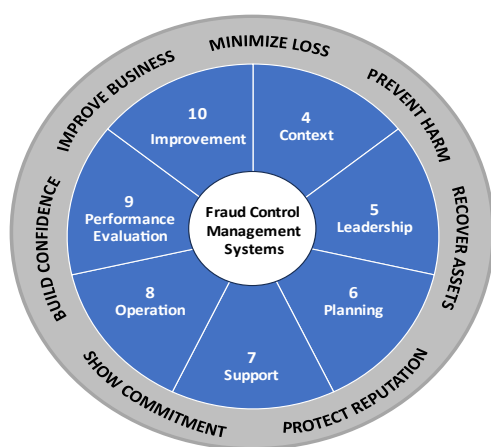 MINIMIZE LOSS
PREVENT HARM
RECOVER ASSETS
PROTECT REPUTATION
SHOW COMMITMENT
BUILD CONFIDENCE
IMPROVE BUSINESS
4
Context
5
Leadership
6
Planning
7
Support
8
Operation
9
Performance
Evaluation
10
Improvement
Fraud Control
Management
Systems